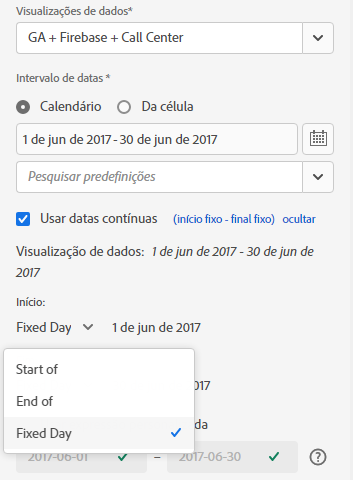 Visualizações de dados*
GA + Firebase + Call Center
Intervalo de datas *
Calendário Da célula
1 de jun de 2017 - 30 de jun de 2017
Pesquisar predefinições
Usar datas contínuas (início fixo - final fixo) ocultar
Visualização de dados: 1 de jun de 2017 - 30 de jun de
2017
Início:
Fixed Day 1 de jun de 2017
Start of
End of
Fixed Day
2017-06-01 – 2017-06-30